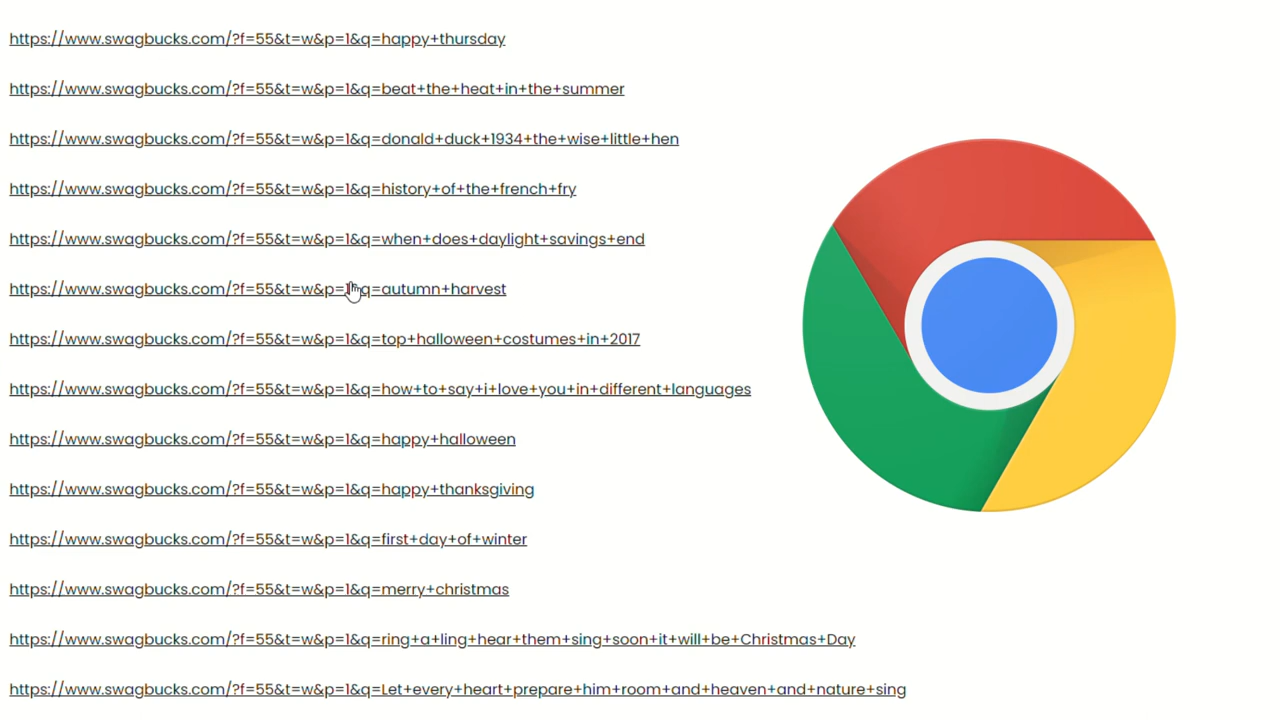 https://www.swagbucks.com/?f=55&t=w&p=1&q=happy+thursday
https://www.swagbucks.com/?f=55&t=w&p=1&q=beat+the+heat+in+the+summer
https://www.swagbucks.com/?f=55&t=w&p=1&q=donald+duck+1934+the+wise+little+hen
https://www.swagbucks.com/?f=55&t=w&p=1&q=history+of+the+french+fry
https://www.swagbucks.com/?f=55&t=w&p=1&q=when+does+daylight+savings+end
https://www.swagbucks.com/?f=55&t=w&p=1&q=autumn+harvest
https://www.swagbucks.com/?f=55&t=w&p=1&q=top+halloween+costumes+in+2017
https://www.swagbucks.com/?f=55&t=w&p=1&q=how+to+say+i+love+you+in+different+languages
https://www.swagbucks.com/?f=55&t=w&p=1&q=happy+halloween
https://www.swagbucks.com/?f=55&t=w&p=1&q=happy+thanksgiving
https://www.swagbucks.com/?f=55&t=w&p=1&q=first+day+of+winter
https://www.swagbucks.com/?f=55&t=w&p=1&q=merry+christmas
https://www.swagbucks.com/?f=55&t=w&p=1&q=ring+a+ling+hear+them+sing+soon+it+will+be+Christmas+Day
https://www.swagbucks.com/?f=55&t=w&p=1&q=Let+every+heart+prepare+him+room+and+heaven+and+nature+sing